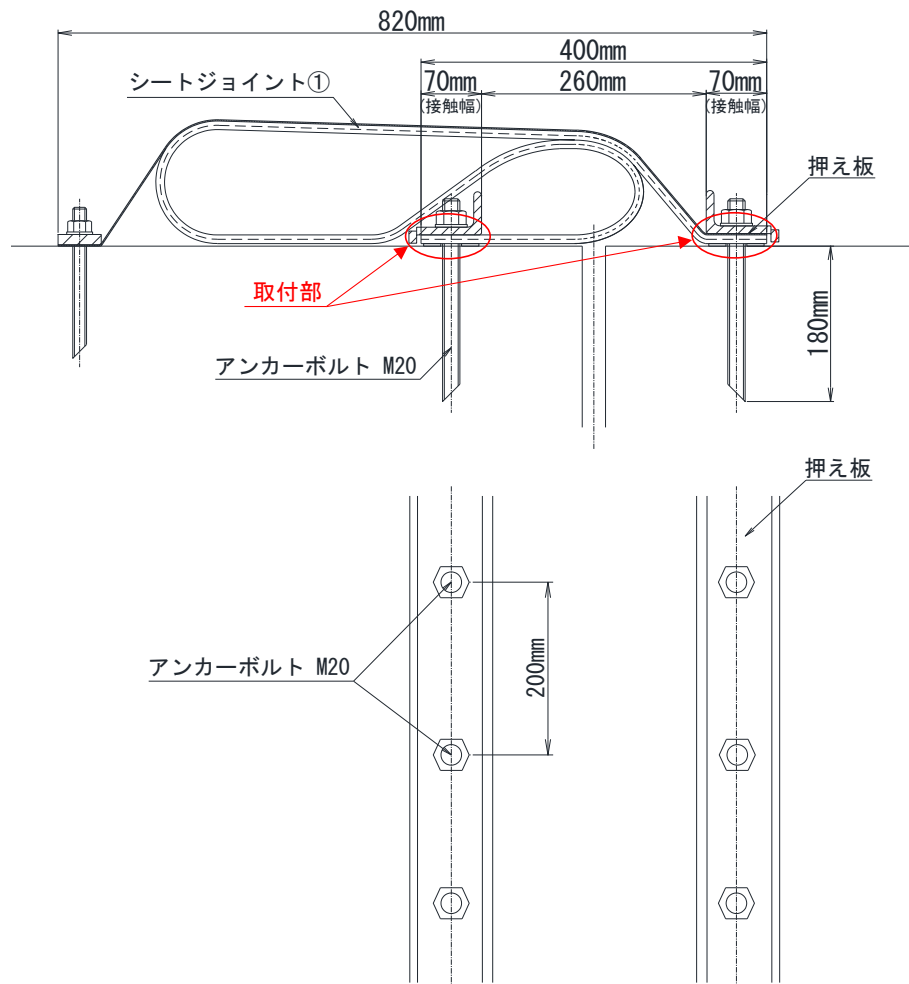 820mm
400mm
シートジョイント①
70mm
260mm
70mm
(接触幅)
(接触幅)
押え板
取付部
180mm
アンカーボルト M20
押え板
アンカーボルト M20
200mm